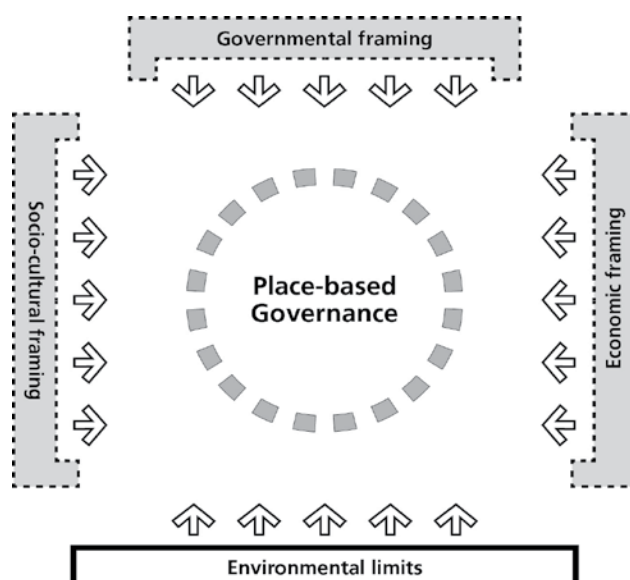 Governmental framing
Socio-cultural framing
Place-based
Governance
Economic framing
Environmental limits